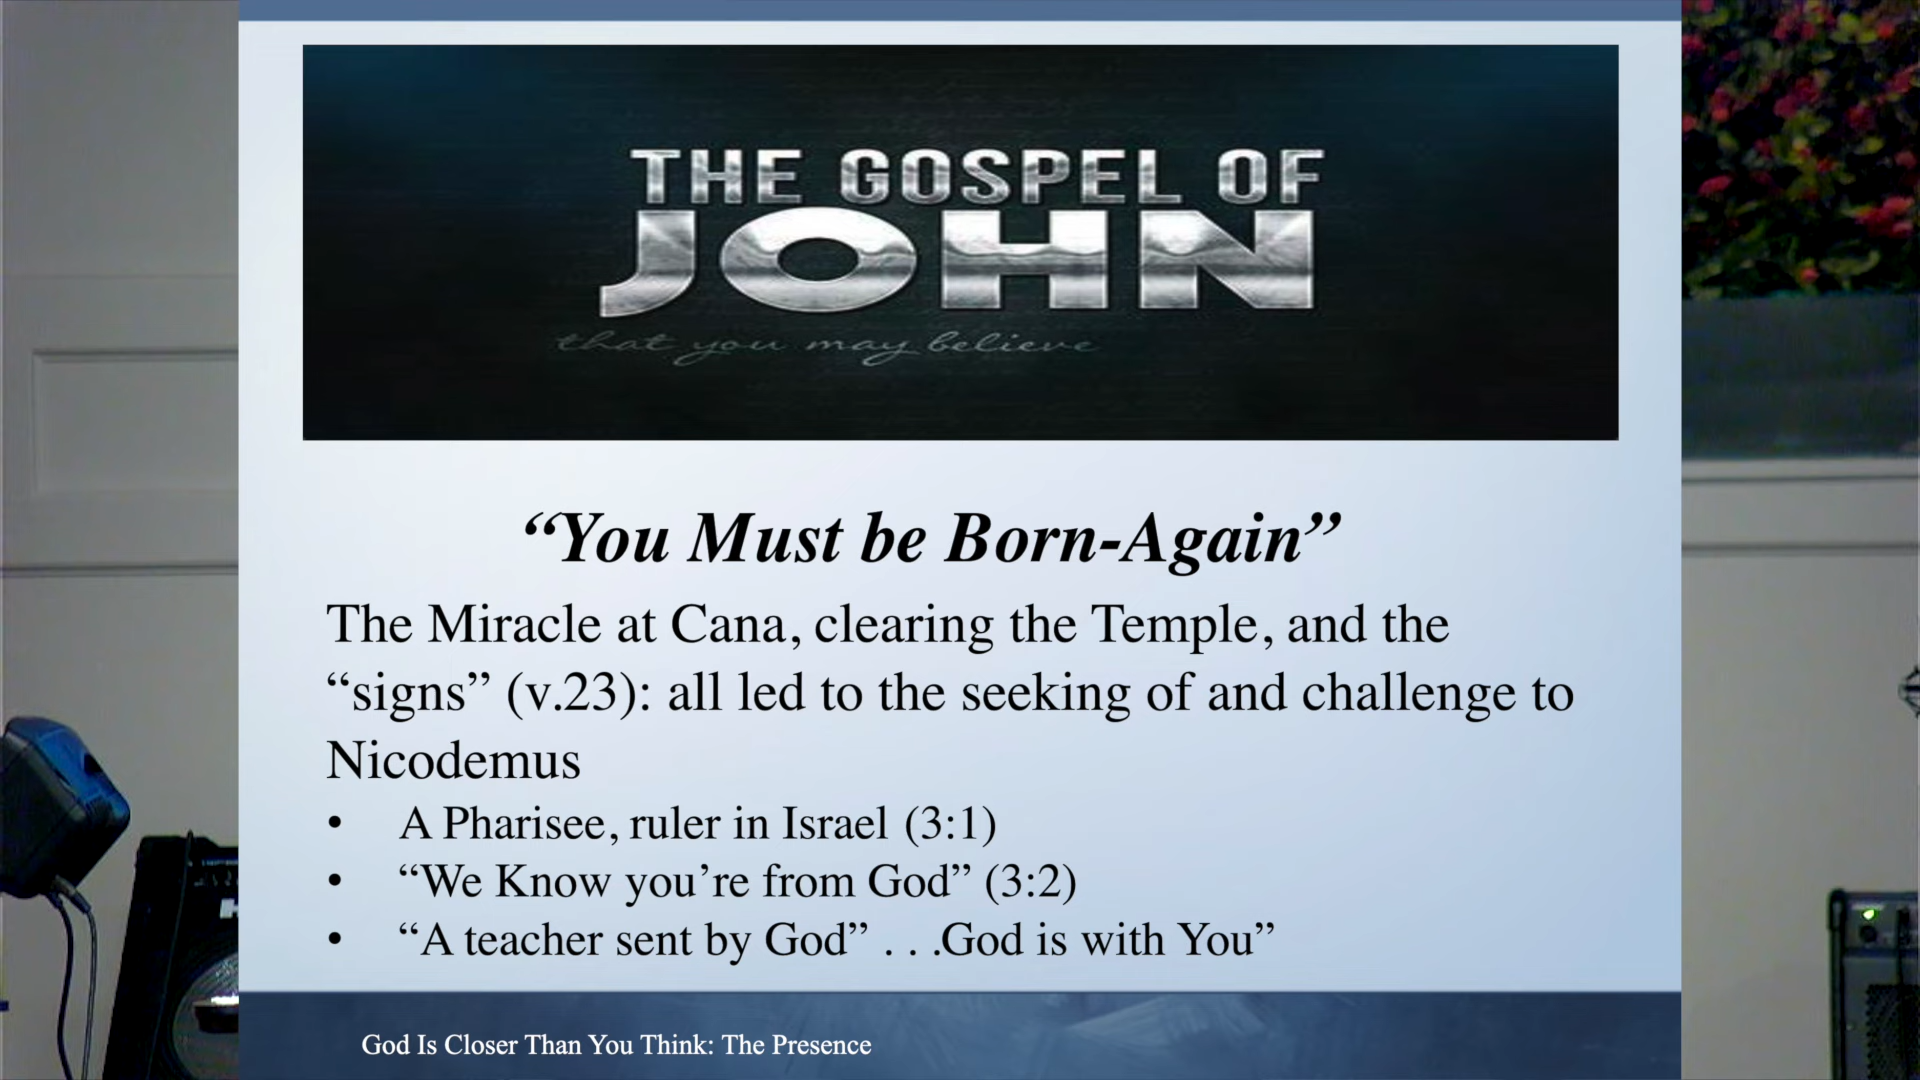 THE GOSPEL OF
JOHN
that you may believe
“You Must be Born-Again”
The Miracle at Cana, clearing the Temple, and the
“signs” (v.23): all led to the seeking of and challenge to
Nicodemus
• A Pharisee, ruler in Israel (3:1)
• “We Know you’re from God” (3:2)
• “A teacher sent by God” . . .God is with You”
God Is Closer Than You Think: The Presence